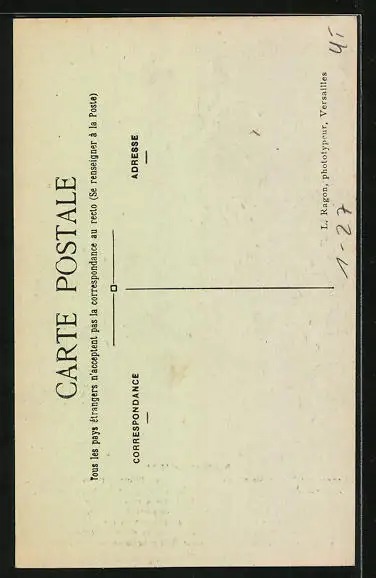 CARTE POSTALE
Tous les pays étrangers n'acceptent pas la correspondance au recto (Se renseigner à la Poste)
CORRESPONDANCE
ADRESSE
L. Ragon, phototypeur, Versailles
1-27